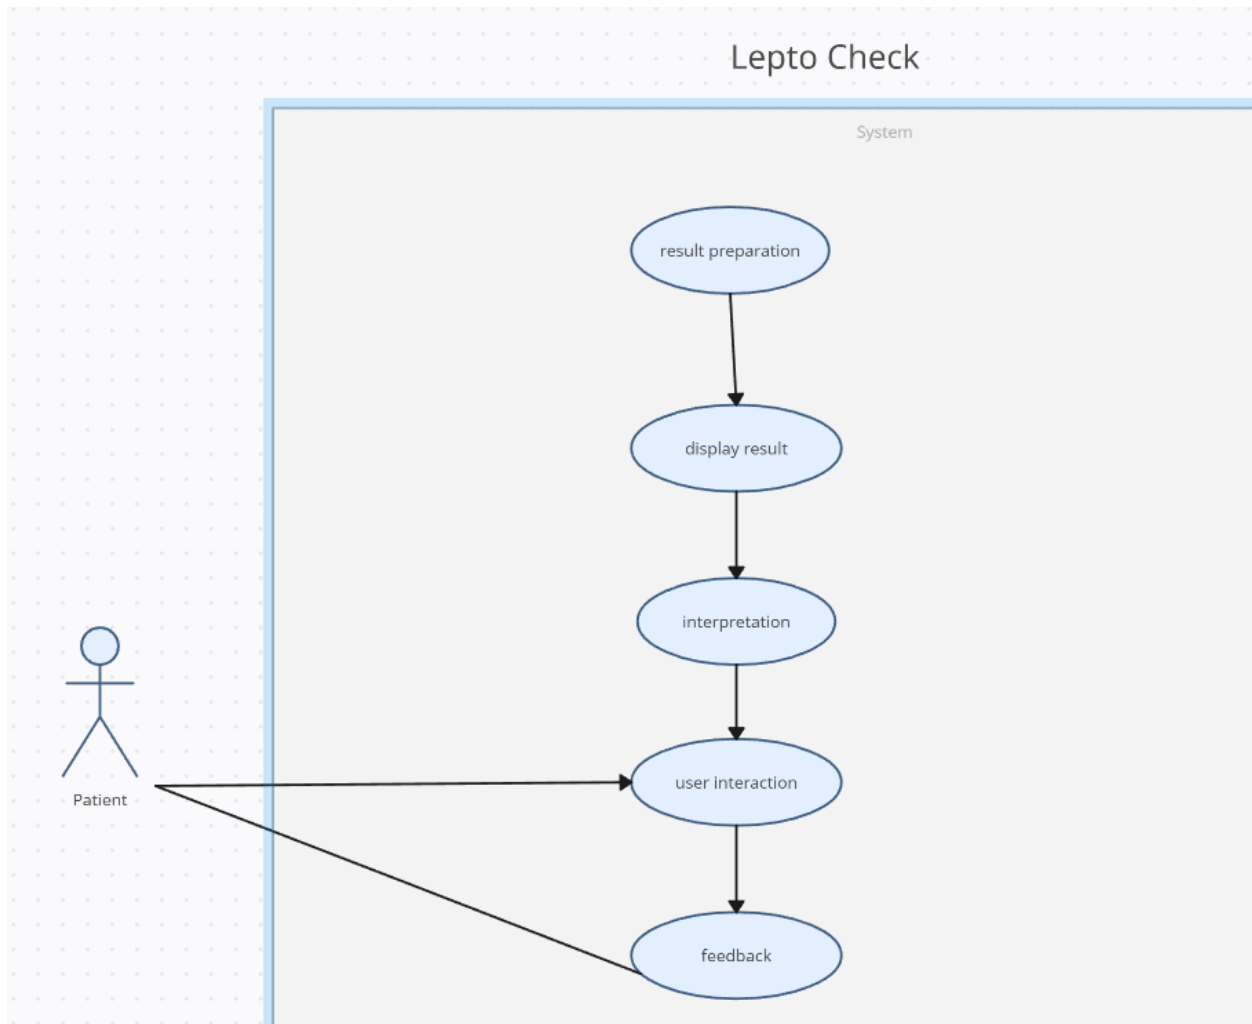 Lepto Check
System
result preparation
display result
interpretation
user interaction
Patient
feedback